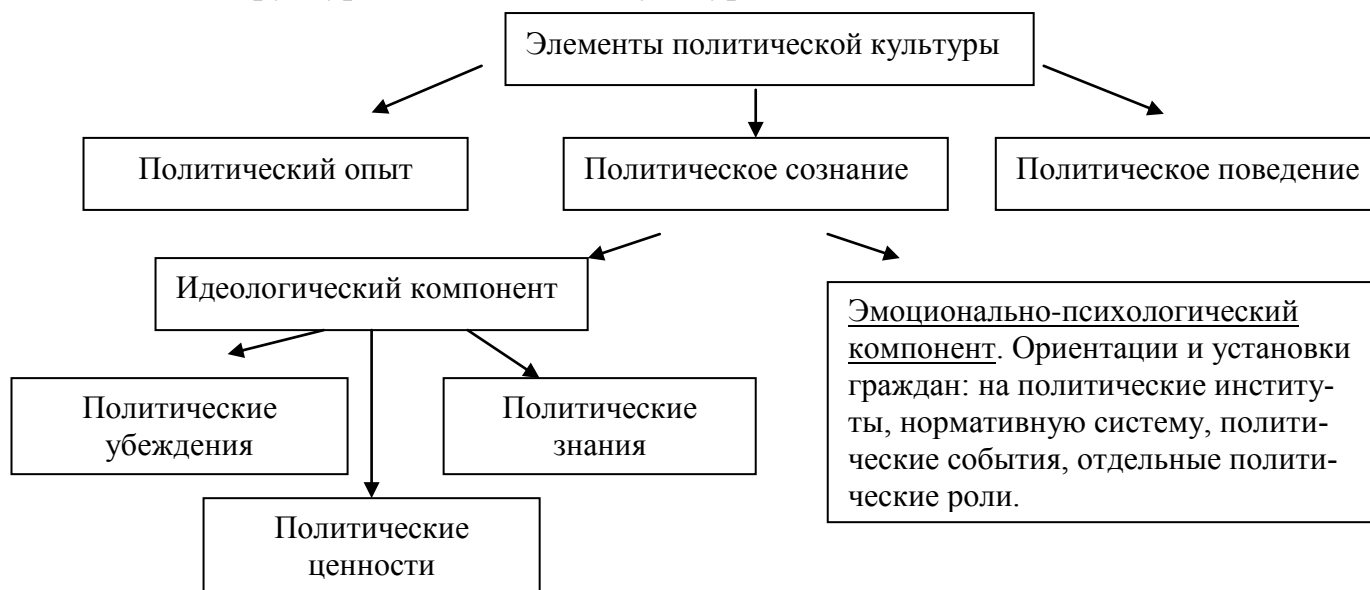 Элементы политической культуры
Политический опыт
Политическое сознание
Политическое поведение
Идеологический компонент
Эмоционально-психологический
компонент. Ориентации и установки
граждан: на политические институ-
ты, нормативную систему, полити-
ческие события, отдельные полити-
ческие роли.
Политические
убеждения
Политические
знания
Политические
ценности